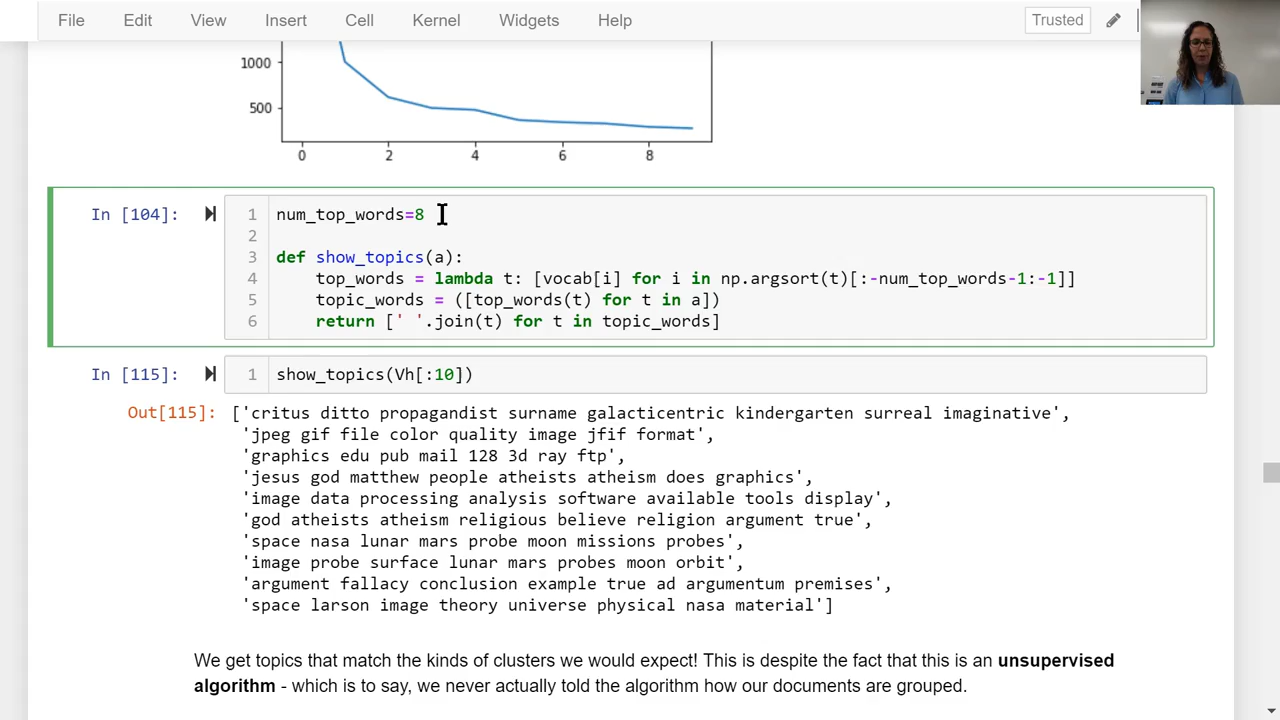 File Edit View Insert Cell Kernel Widgets Help Trusted
1000
500
0 2 4 6 8
In [104]:
1 num_top_words=8
2
3 def show_topics(a):
4 top_words = lambda t: [vocab[i] for i in np.argsort(t)[:-num_top_words-1:-1]]
5 topic_words = ([top_words(t) for t in a])
6 return [' '.join(t) for t in topic_words]
In [115]: 1 show_topics(Vh[:10])
Out[115]: ['critus ditto propagandist surname galacticentric kindergarten surreal imaginative',
'jpeg gif file color quality image jfif format',
'graphics edu pub mail 128 3d ray ftp',
'jesus god matthew people atheists atheism does graphics',
'image data processing analysis software available tools display',
'god atheists atheism religious believe religion argument true',
'space nasa lunar mars probe moon missions probes',
'image probe surface lunar mars probes moon orbit',
'argument fallacy conclusion example true ad argumentum premises',
'space larson image theory universe physical nasa material']
We get topics that match the kinds of clusters we would expect! This is despite the fact that this is an unsupervised
algorithm - which is to say, we never actually told the algorithm how our documents are grouped.